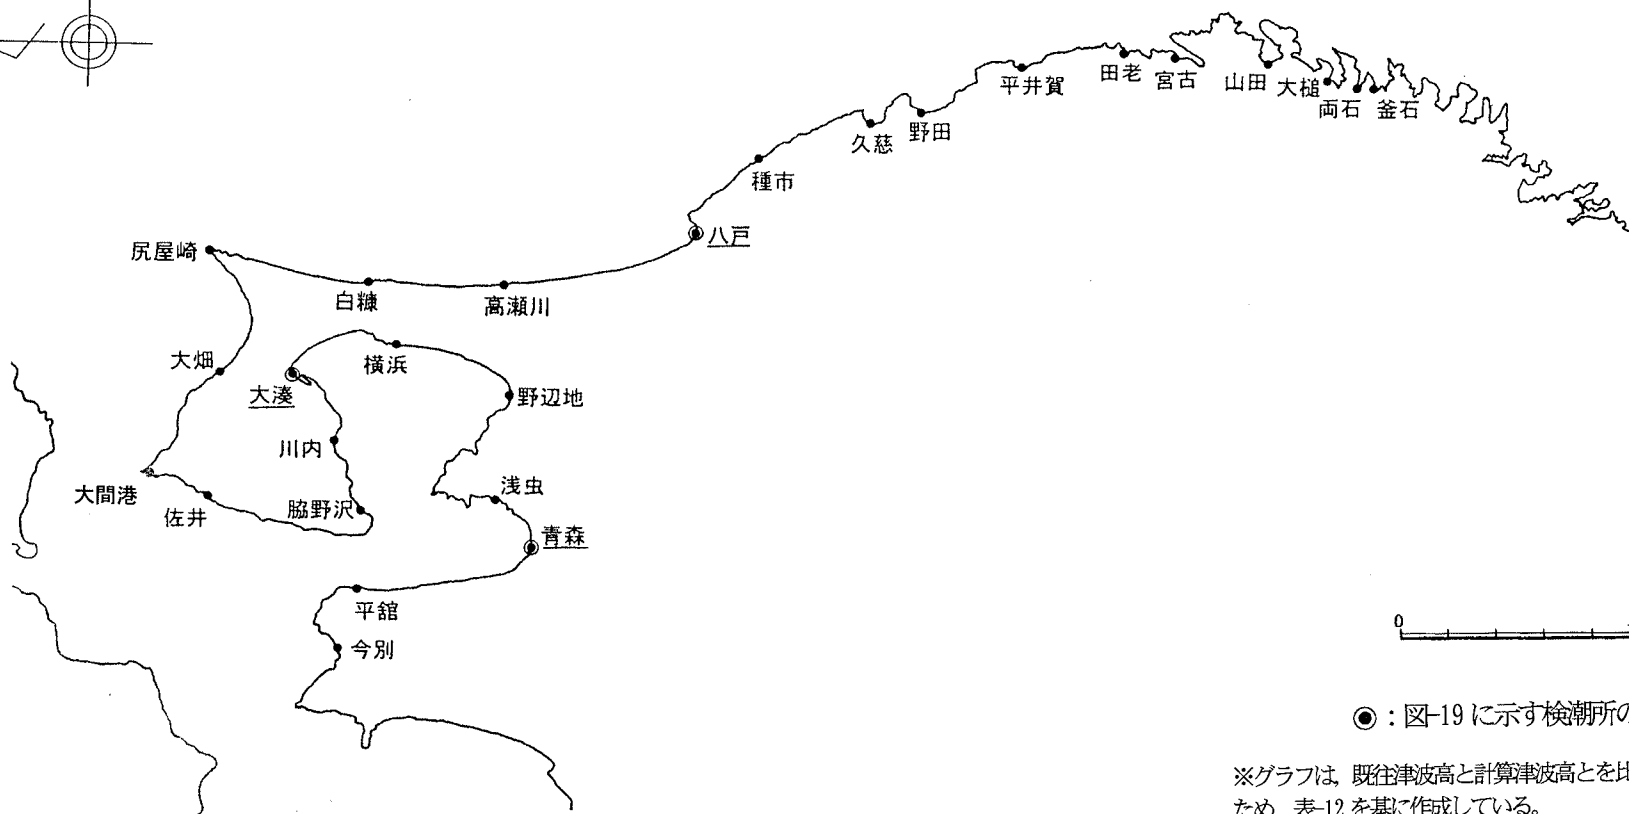 田老
宮古
山田
大槌
平井賀
両石
釜石
久慈
野田
種市
八戸
尻屋崎
白糠
高瀬川
大畑
横浜
大湊
野辺地
川内
浅虫
大間港
佐井
脇野沢
青森
平舘
今別
0
◉：図-19 に示す検潮所の
※グラフは, 既往津波高と計算津波高とを比
ため, 表-12 を基に作成している。